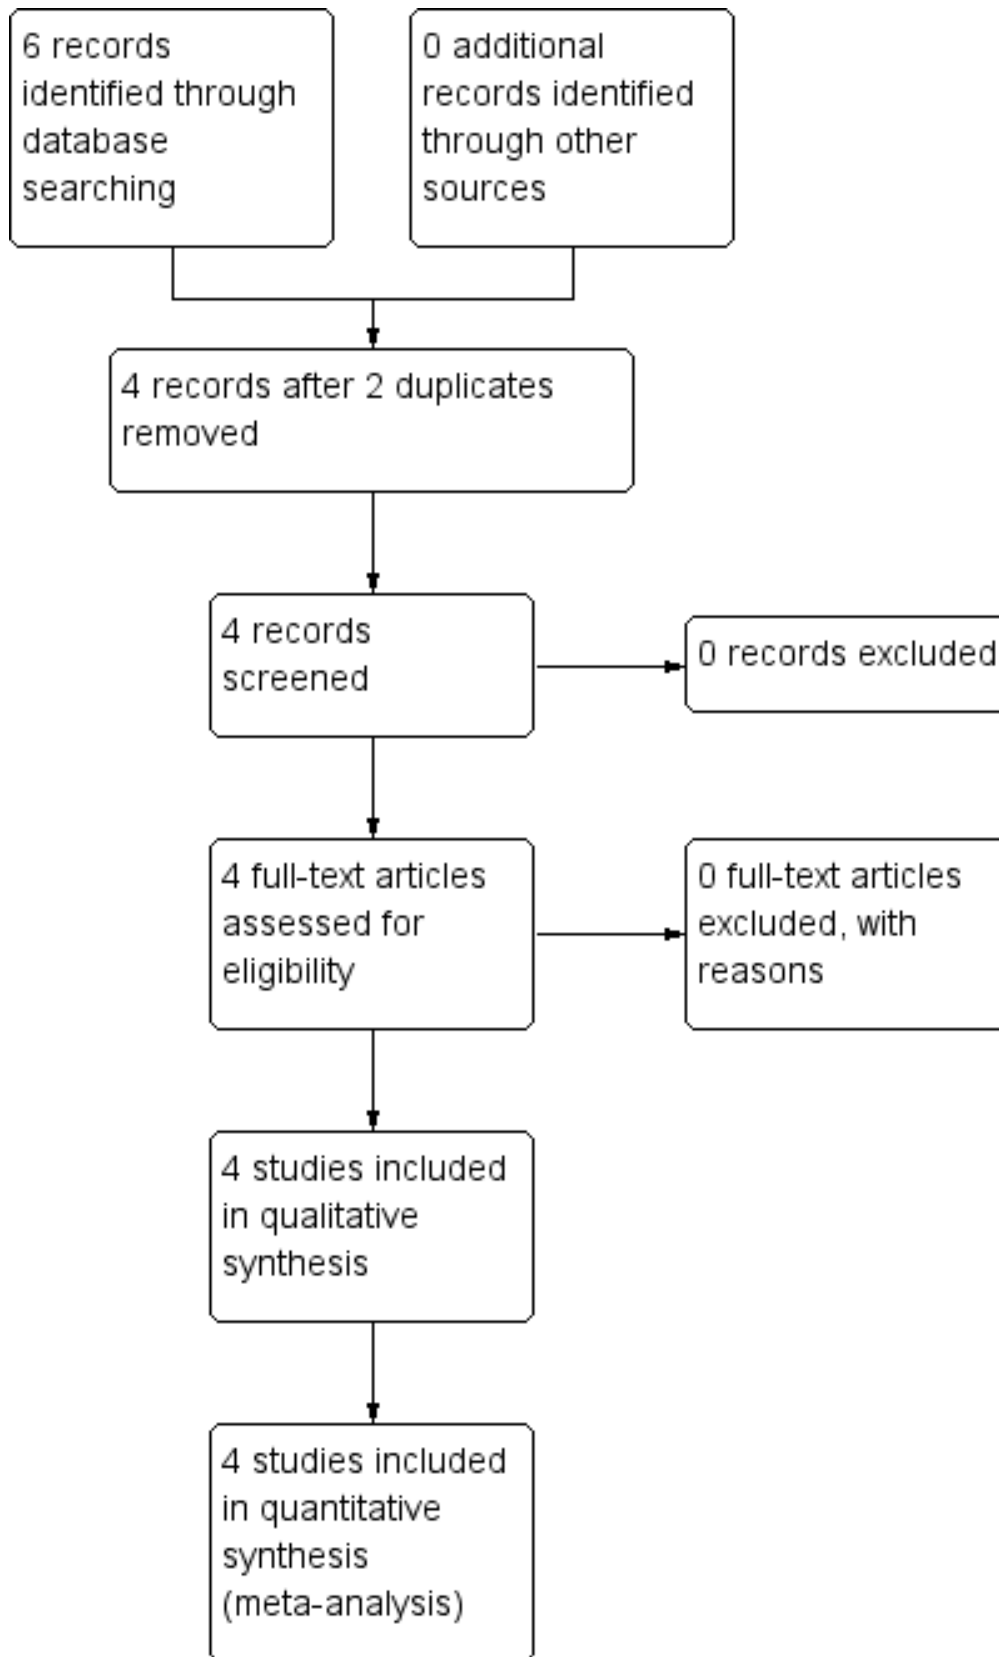 6 records
identified through
database
searching
0 additional
records identified
through other
sources
4 records after 2 duplicates
removed
4 records
screened
0 records excluded
4 full-text articles
assessed for
eligibility
0 full-text articles
excluded, with
reasons
4 studies included
in qualitative
synthesis
4 studies included
in quantitative
synthesis
(meta-analysis)